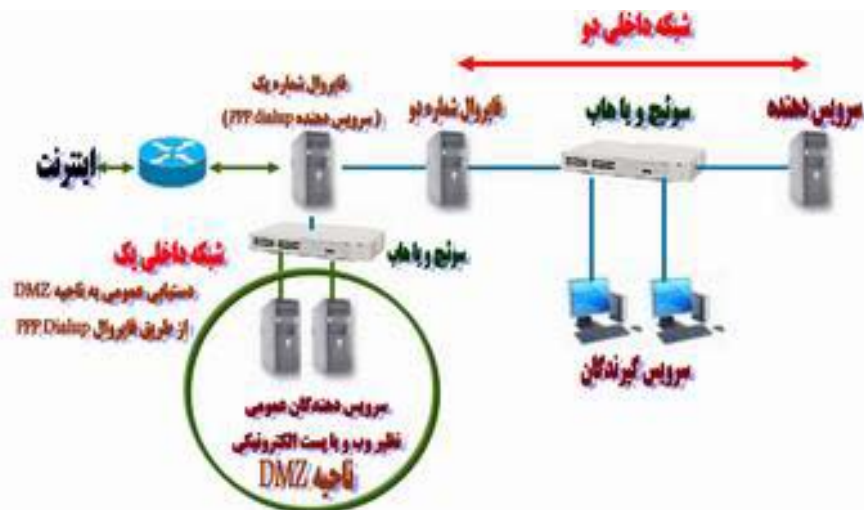 شبکه داخلی دو
فایروال شماره یک
( سرویس دهنده PPP dialup)
فایروال شماره دو
سوئیچ و یا هاب
سرویس دهنده
اینترنت
شبکه داخلی یک
سوئیچ و یا هاب
دستیابی عمومی به ناحیه DMZ
از طریق فایروال PPP Dialup
سرویس گیرندگان
سرویس دهندگان عمومی
نظیر وب و یا پست الکترونیکی
ناحیه DMZ